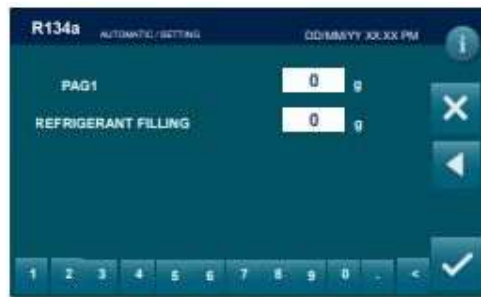 R134a AUTOMATIC / SETTING DD/MM/YY XX.XX PM
i
PAG1 0 g
REFRIGERANT FILLING 0 g
1 2 3 4 5 6 7 8 9 0 . <